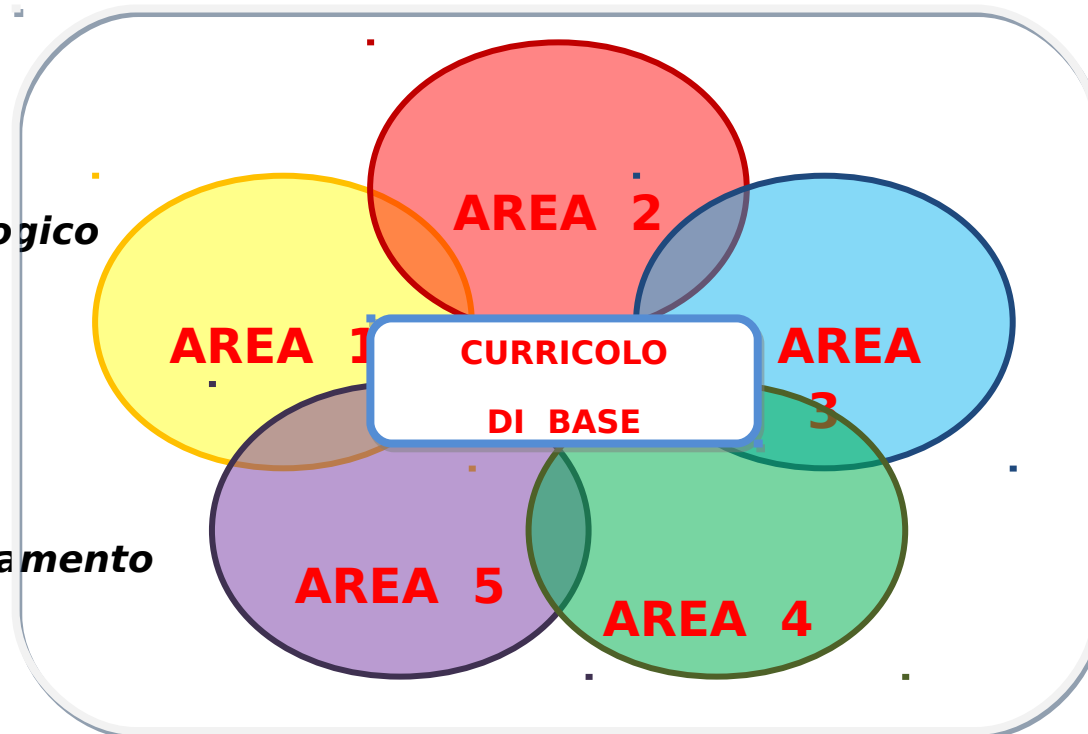 AREA 2
ogico
AREA 1
AREA
3
CURRICOLO
DI BASE
amento
AREA 5
AREA 4